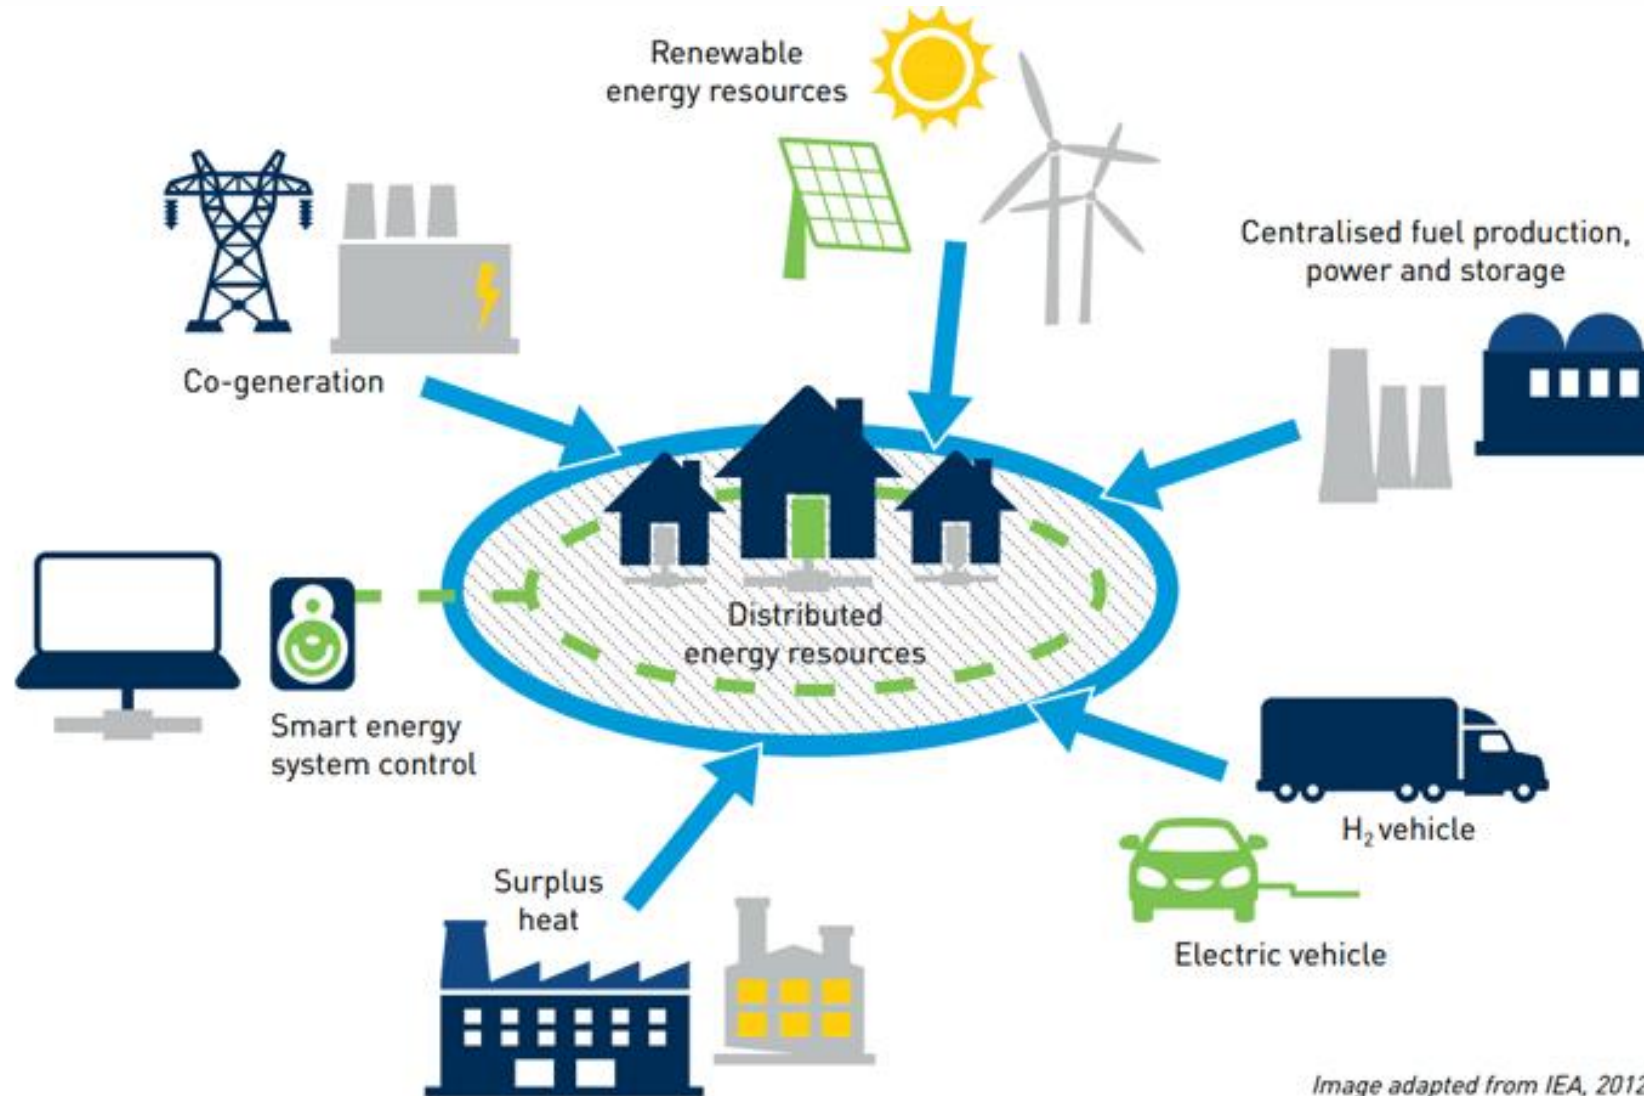 Renewable
energy resources
Centralised fuel production,
power and storage
Co-generation
Distributed
energy resources
Smart energy
system control
H₂ vehicle
Surplus
heat
Electric vehicle
Image adapted from IEA, 2012